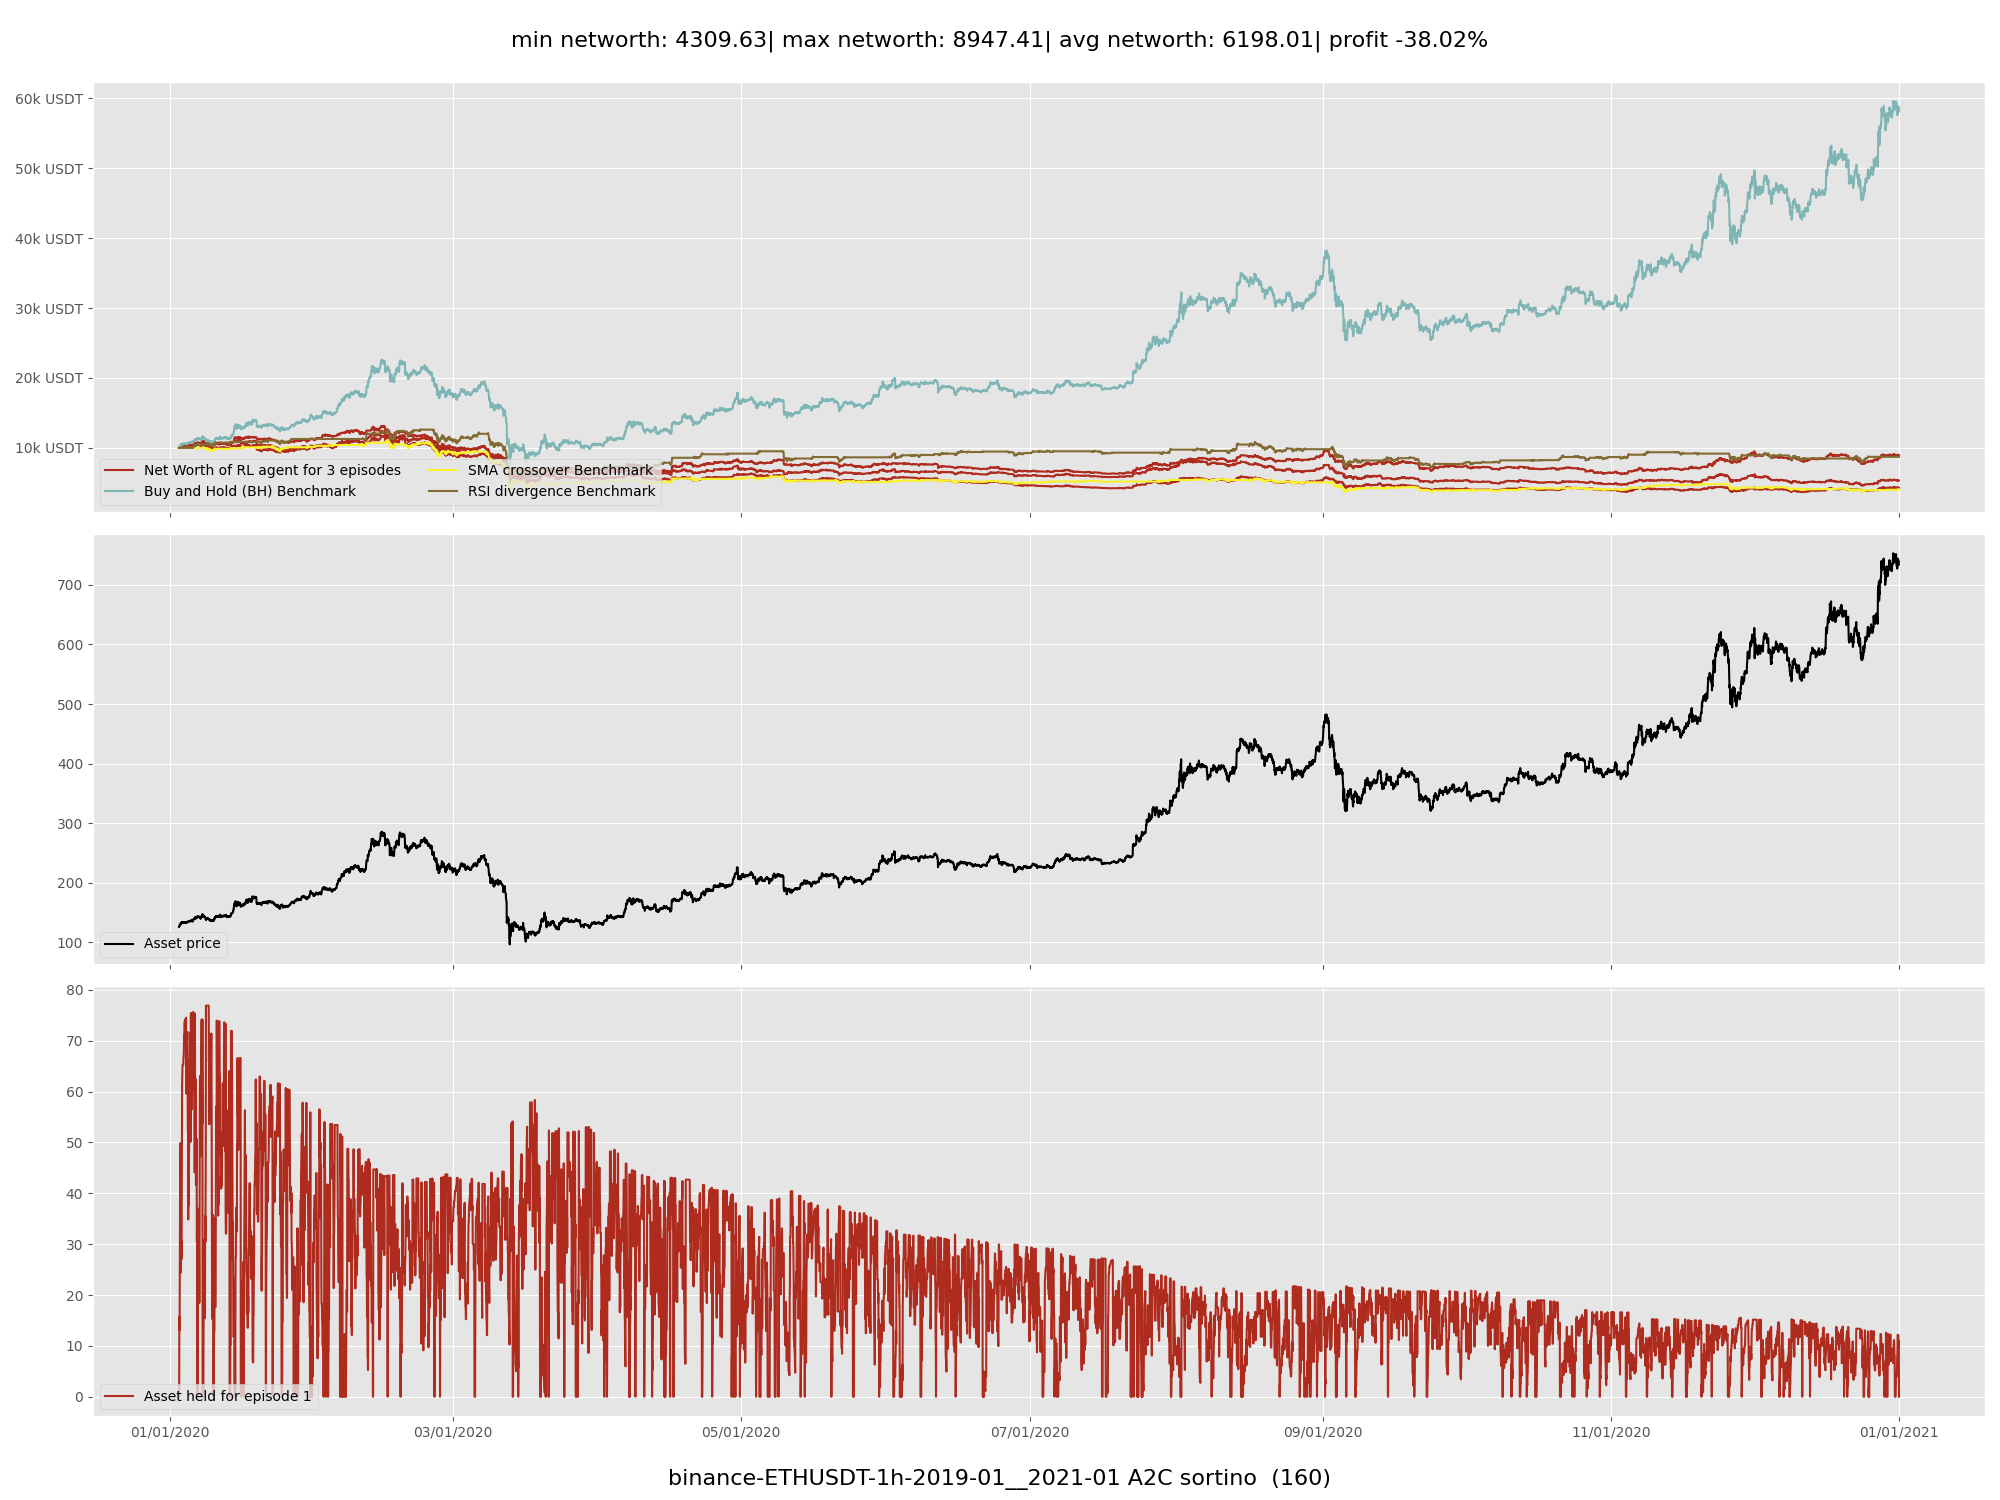 min networth: 4309.63| max networth: 8947.41| avg networth: 6198.01| profit -38.02%
60k USDT
50k USDT
40k USDT
30k USDT
20k USDT
10k USDT
Net Worth of RL agent for 3 episodes
Buy and Hold (BH) Benchmark
SMA crossover Benchmark
RSI divergence Benchmark
700
600
500
400
300
200
100
Asset price
80
70
60
50
40
30
20
10
0
Asset held for episode 1
01/01/2020 03/01/2020 05/01/2020 07/01/2020 09/01/2020 11/01/2020 01/01/2021
binance-ETHUSDT-1h-2019-01__2021-01 A2C sortino (160)